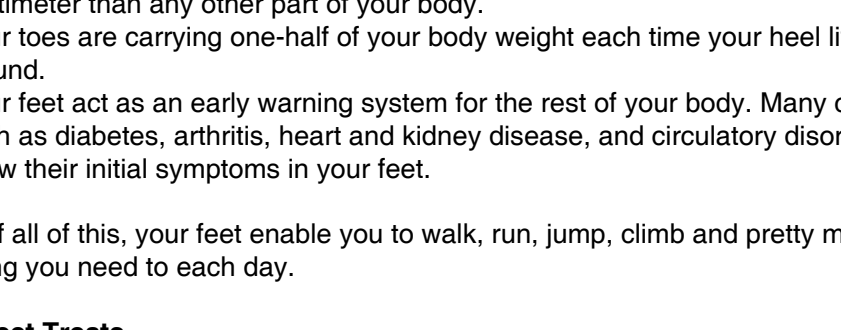 timeter than any other part of your body.
r toes are carrying one-half of your body weight each time your heel li
und.
r feet act as an early warning system for the rest of your body. Many
n as diabetes, arthritis, heart and kidney disease, and circulatory disor
w their initial symptoms in your feet.
f all of this, your feet enable you to walk, run, jump, climb and pretty m
ng you need to each day.